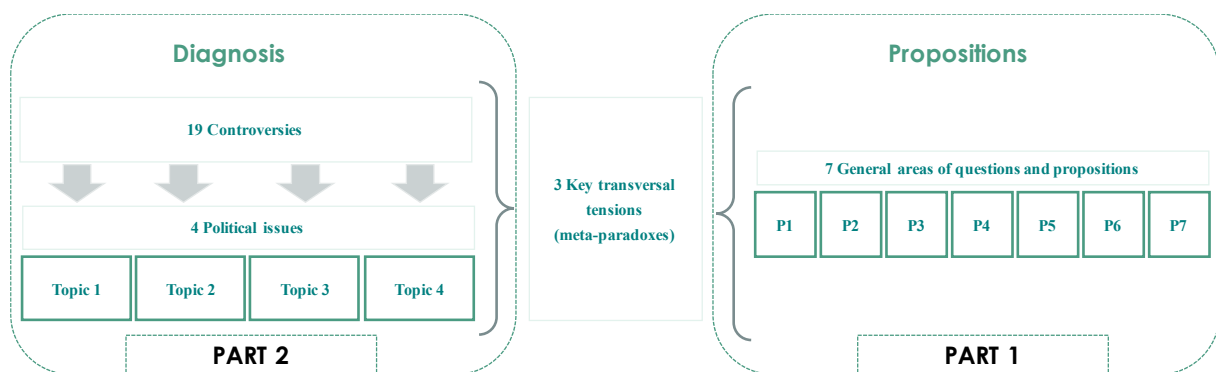 Diagnosis
19 Controversies
4 Political issues
Topic 1
Topic 2
Topic 3
Topic 4
PART 2
3 Key transversal
tensions
(meta-paradoxes)
Propositions
7 General areas of questions and propositions
P1
P2
P3
P4
P5
P6
P7
PART 1